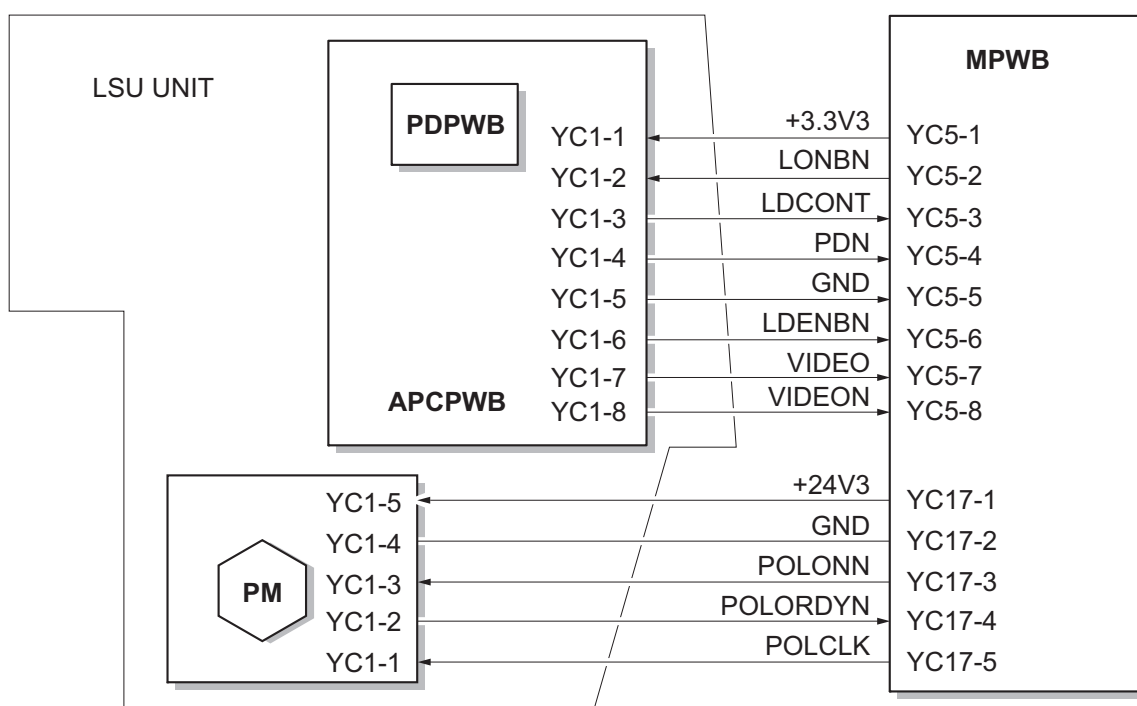 LSU UNIT
MPWB
PDPWB
YC1-1 +3.3V3 YC5-1
YC1-2 LONBN YC5-2
YC1-3 LDCONT YC5-3
YC1-4 PDN YC5-4
YC1-5 GND YC5-5
YC1-6 LDENBN YC5-6
YC1-7 VIDEO YC5-7
APCPWB
YC1-8 VIDEON YC5-8
YC1-5 +24V3 YC17-1
YC1-4 GND YC17-2
PM
YC1-3 POLONN YC17-3
YC1-2 POLORDYN YC17-4
YC1-1 POLCLK YC17-5